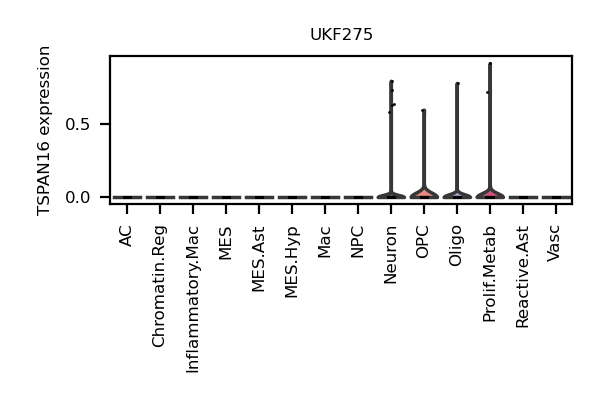 UKF275
TSPAN16 expression
0.5
0.0
AC
Chromatin.Reg
Inflammatory.Mac
MES
MES.Ast
MES.Hyp
Mac
NPC
Neuron
OPC
Oligo
Prolif.Metab
Reactive.Ast
Vasc